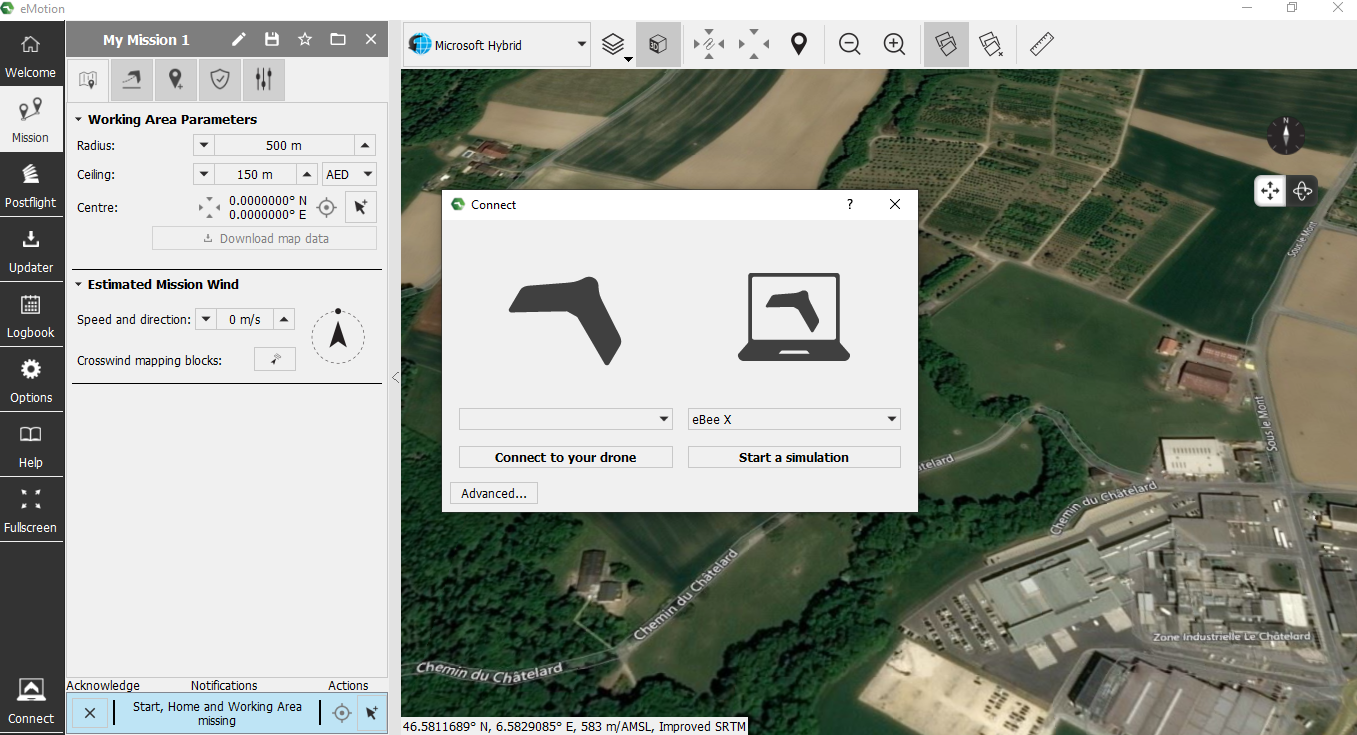 eMotion
Welcome
Mission
Postflight
Updater
Logbook
Options
Help
Fullscreen
Connect
My Mission 1
Working Area Parameters
Radius: 500 m
Ceiling: 150 m AED
Centre: 0.0000000° N
0.0000000° E
Download map data
Estimated Mission Wind
Speed and direction: 0 m/s
Crosswind mapping blocks:
Acknowledge Notifications Actions
Start, Home and Working Area
missing
Microsoft Hybrid
3D
N
Connect ?
eBee X
Connect to your drone
Start a simulation
Advanced...
Sous le Mont
Sous le Mont
telard
Chemin du Châtelard
Chemin du Châtelard
Chemin du Châtelard
Zone Industrielle Le Châtelard
46.5811689° N, 6.5829085° E, 583 m/AMSL, Improved SRTM